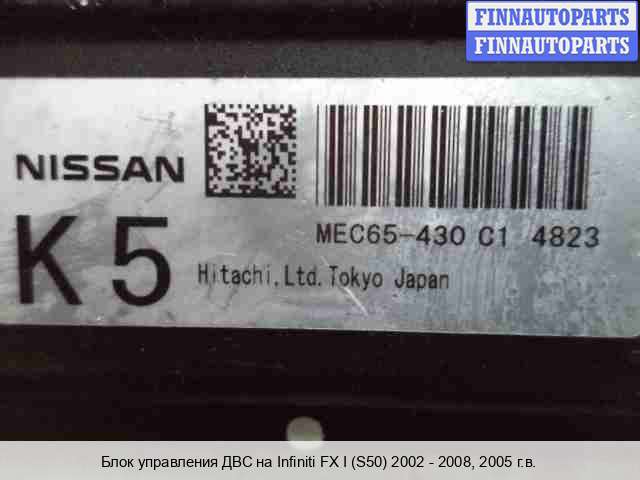 FINNAUTOPARTS
FINNAUTOPARTS
NISSAN
MEC65-430 C1 4823
K5
Hitachi,Ltd.Tokyo Japan
Блок управления ДВС на Infiniti FX I (S50) 2002 - 2008, 2005 г.в.